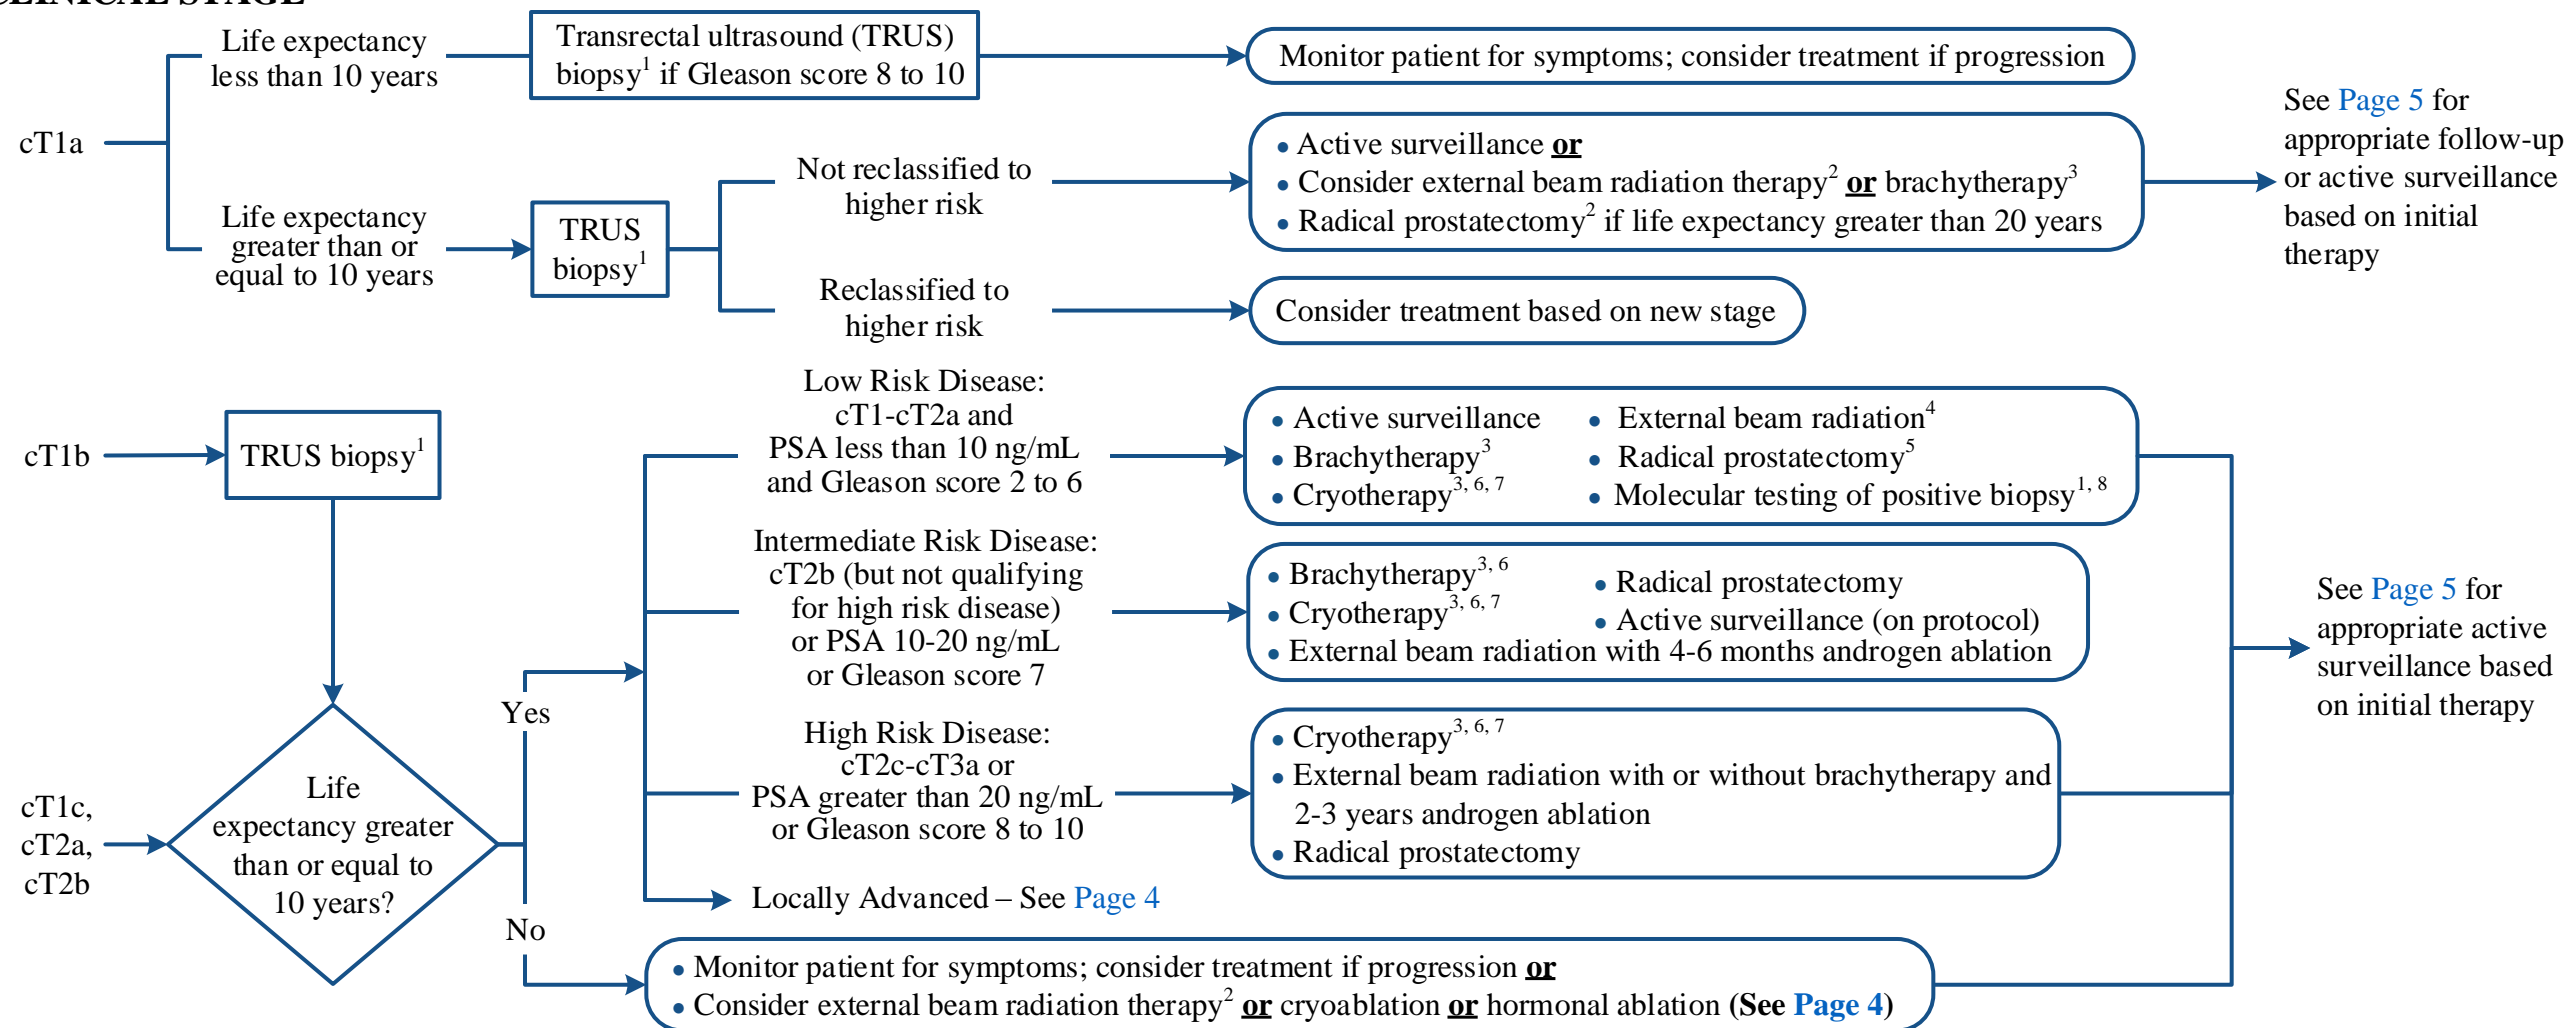 CLINICAL STAGE
cT1a
Life expectancy
less than 10 years
Transrectal ultrasound (TRUS)
biopsy1 if Gleason score 8 to 10
Monitor patient for symptoms; consider treatment if progression
Life expectancy
greater than or
equal to 10 years
TRUS
biopsy1
Not reclassified to
higher risk
• Active surveillance or
• Consider external beam radiation therapy2 or brachytherapy3
• Radical prostatectomy2 if life expectancy greater than 20 years
See Page 5 for
appropriate follow-up
or active surveillance
based on initial
therapy
Reclassified to
higher risk
Consider treatment based on new stage
cT1b
TRUS biopsy1
cT1c,
cT2a,
cT2b
Life
expectancy greater
than or equal to
10 years?
Yes
Low Risk Disease:
cT1-cT2a and
PSA less than 10 ng/mL
and Gleason score 2 to 6
• Active surveillance
• Brachytherapy3
• Cryotherapy3, 6, 7
• External beam radiation4
• Radical prostatectomy5
• Molecular testing of positive biopsy1, 8
Intermediate Risk Disease:
cT2b (but not qualifying
for high risk disease)
or PSA 10-20 ng/mL
or Gleason score 7
• Brachytherapy3, 6
• Cryotherapy3, 6, 7
• Radical prostatectomy
• Active surveillance (on protocol)
• External beam radiation with 4-6 months androgen ablation
High Risk Disease:
cT2c-cT3a or
PSA greater than 20 ng/mL
or Gleason score 8 to 10
• Cryotherapy3, 6, 7
• External beam radiation with or without brachytherapy and
2-3 years androgen ablation
• Radical prostatectomy
Locally Advanced – See Page 4
No
• Monitor patient for symptoms; consider treatment if progression or
• Consider external beam radiation therapy2 or cryoablation or hormonal ablation (See Page 4)
See Page 5 for
appropriate active
surveillance based
on initial therapy